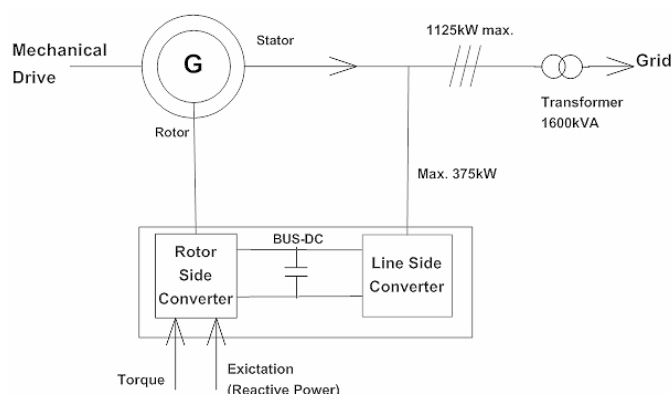 Mechanical
Drive
G
Stator
Rotor
1125kW max.
Grid
Transformer
1600kVA
Max. 375kW
BUS-DC
Rotor
Side
Converter
Line Side
Converter
Torque
Exictation
(Reactive Power)